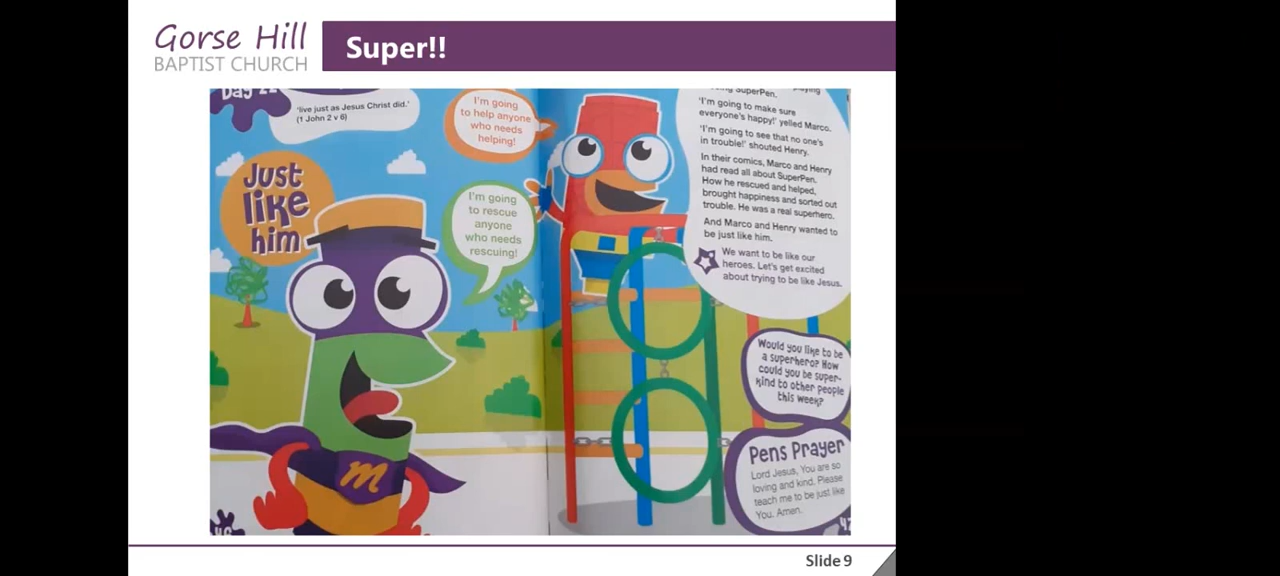 Gorse Hill
BAPTIST CHURCH
Super!!
Day 22
'live just as Jesus Christ did.'
(1 John 2 v 6)
Just
like
him
I'm going
to help anyone
who needs
helping!
I'm going
to rescue
anyone
who needs
rescuing!
playing
SuperPen.
'I'm going to make sure
everyone's happy!' yelled Marco.
'I'm going to see that no one's
in trouble!' shouted Henry.
In their comics, Marco and Henry
had read all about SuperPen.
How he rescued and helped,
brought happiness and sorted out
trouble. He was a real superhero.
And Marco and Henry wanted to
be just like him.
We want to be like our
heroes. Let's get excited
about trying to be like Jesus.
Would you like to be
a superhero? How
could you be super-
kind to other people
this week?
Pens Prayer
Lord Jesus, You are so
loving and kind. Please
teach me to be just like
You. Amen.
m
46
47
Slide 9